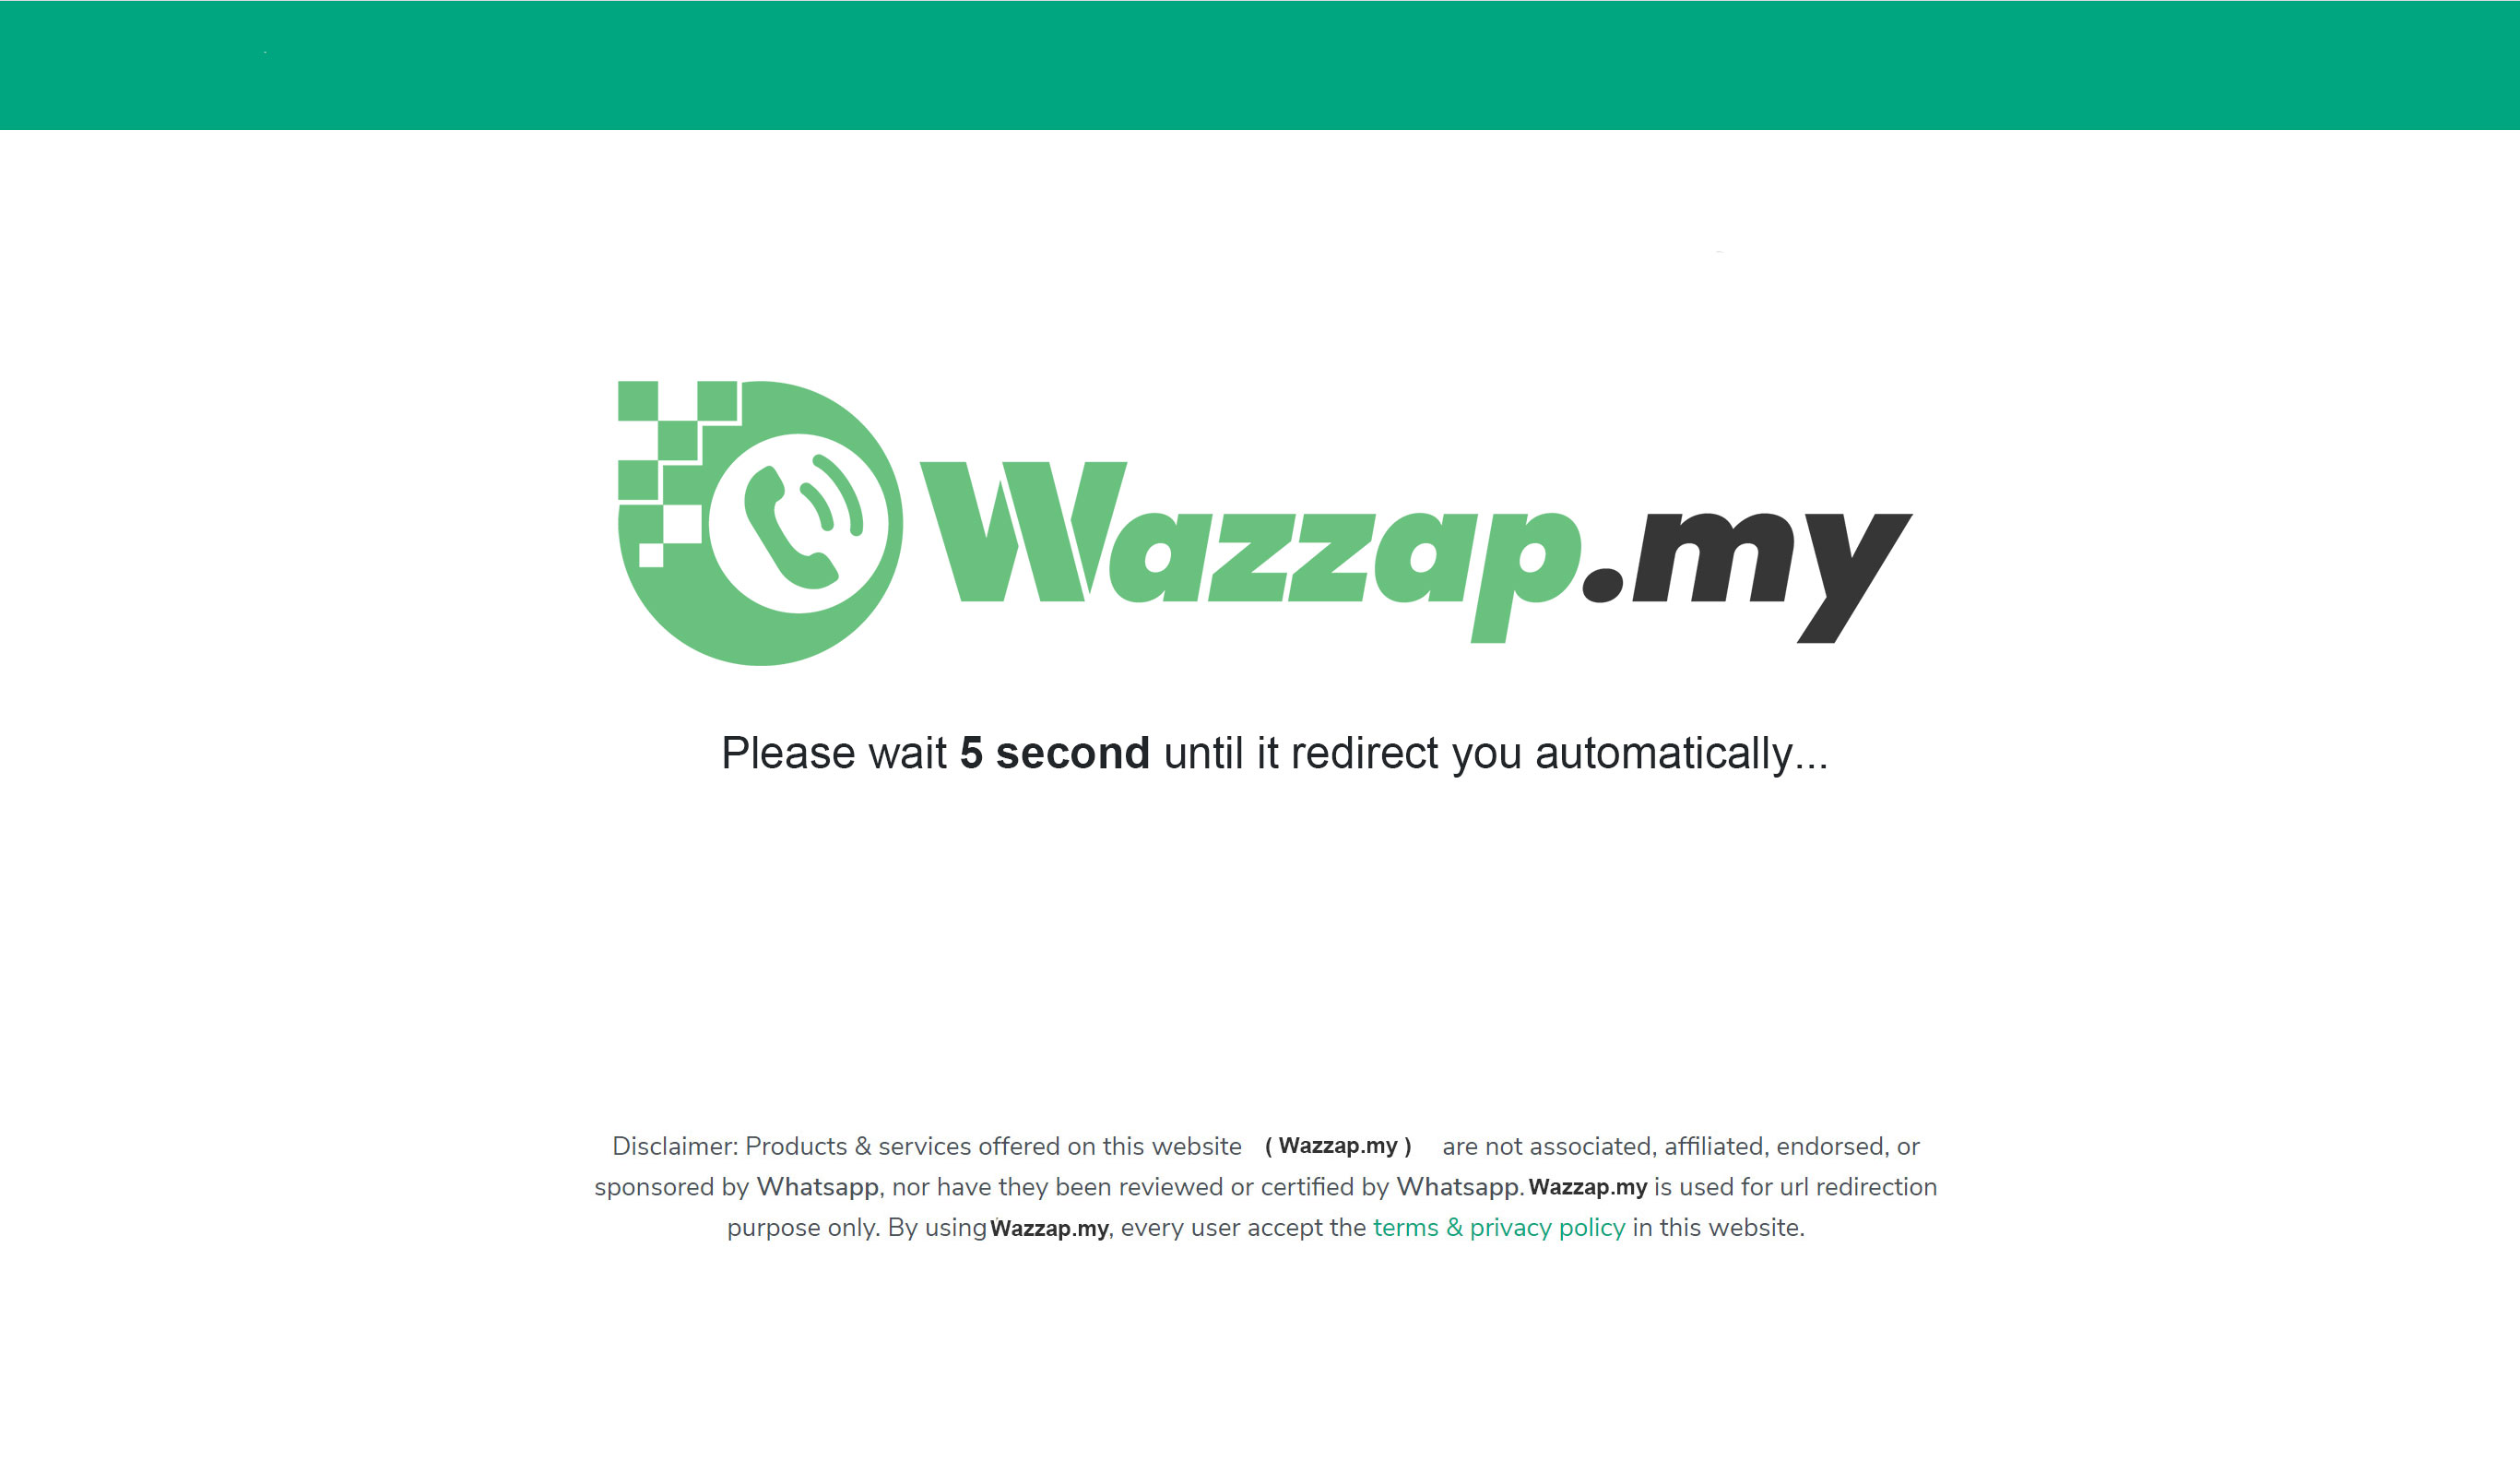 Wazzap.my
Please wait 5 second until it redirect you automatically...
Disclaimer: Products & services offered on this website ( Wazzap.my ) are not associated, affiliated, endorsed, or
sponsored by Whatsapp, nor have they been reviewed or certified by Whatsapp. Wazzap.my is used for url redirection
purpose only. By using Wazzap.my, every user accept the terms & privacy policy in this website.